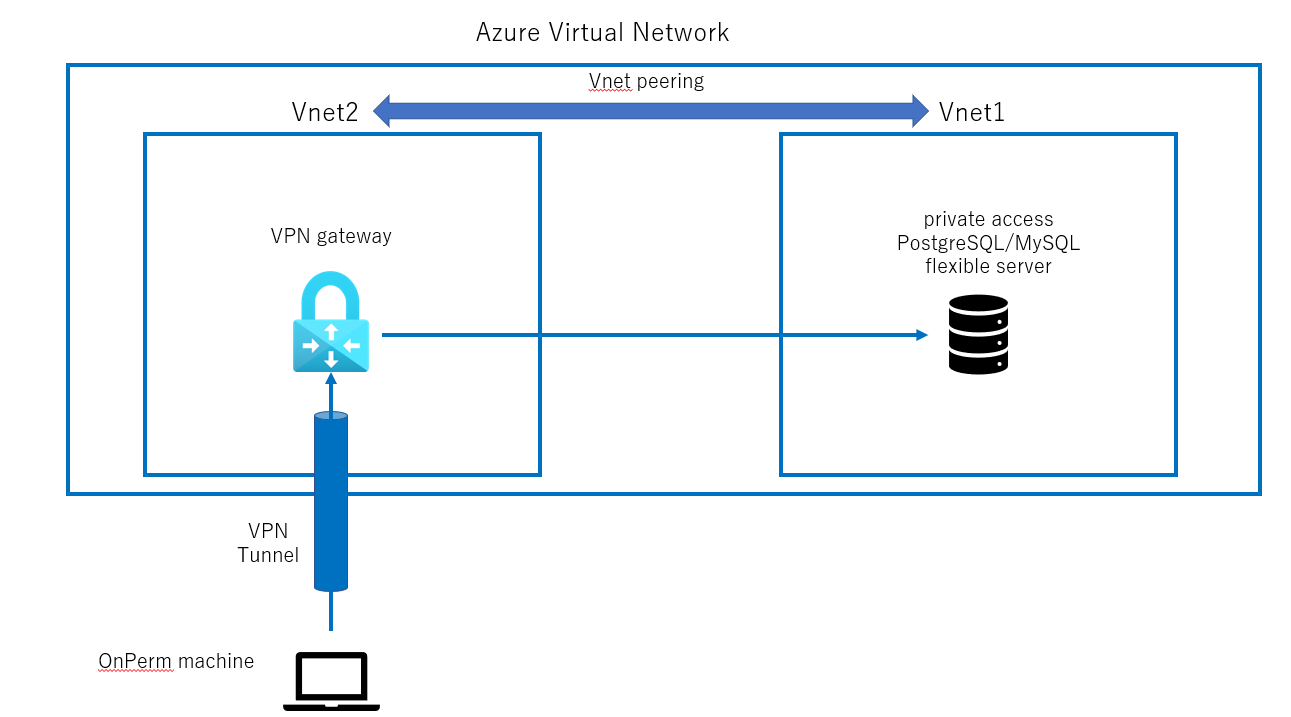 Azure Virtual Network
Vnet peering
Vnet2
Vnet1
VPN gateway
private access
PostgreSQL/MySQL
flexible server
VPN
Tunnel
OnPerm machine